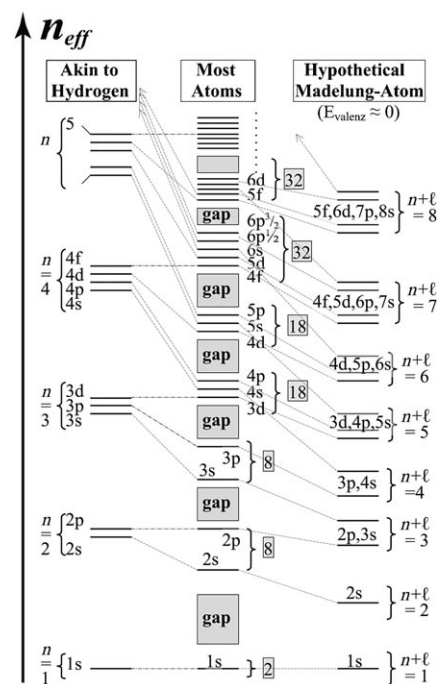 n_eff
Akin to
Hydrogen
Most
Atoms
Hypothetical
Madelung-Atom
(E_valenz ≈ 0)
n
5
4f
n
4d
=
4p
4
4s
n
3d
=
3p
3
3s
n
2p
=
2s
2
n
1s
=
1
6d
32
5f
gap
6p3/2
6p1/2
6s
32
5d
4f
gap
5p
5s
18
4d
gap
4p
4s
18
3d
gap
3p
8
3s
gap
2p
8
2s
gap
1s
2
5f,6d,7p,8s
n+ℓ
= 8
4f,5d,6p,7s
n+ℓ
= 7
4d,5p,6s
n+ℓ
= 6
3d,4p,5s
n+ℓ
= 5
3p,4s
n+ℓ
=4
2p,3s
n+ℓ
= 3
2s
n+ℓ
= 2
1s
n+ℓ
= 1